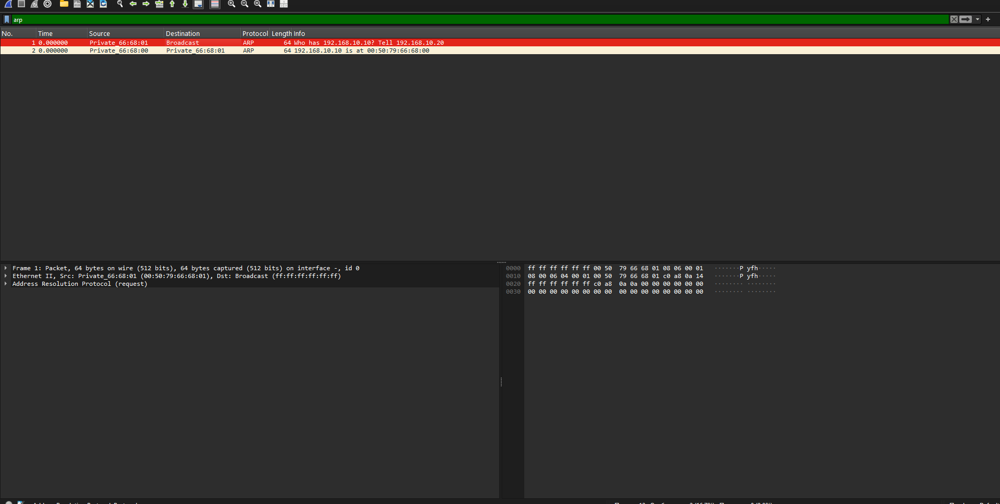 arp
No. Time Source Destination Protocol Length Info
1 0.000000 Private_66:68:01 Broadcast ARP 64 Who has 192.168.10.10? Tell 192.168.10.20
2 0.000000 Private_66:68:00 Private_66:68:01 ARP 64 192.168.10.10 is at 00:50:79:66:68:00
Frame 1: Packet, 64 bytes on wire (512 bits), 64 bytes captured (512 bits) on interface -, id 0
Ethernet II, Src: Private_66:68:01 (00:50:79:66:68:01), Dst: Broadcast (ff:ff:ff:ff:ff:ff)
Address Resolution Protocol (request)
0000 ff ff ff ff ff ff 00 50 79 66 68 01 08 06 00 01 ·······P yfh·····
0010 08 00 06 04 00 01 00 50 79 66 68 01 c0 a8 0a 14 ·······P yfh·····
0020 ff ff ff ff ff ff c0 a8 0a 0a 00 00 00 00 00 00 ········ ········
0030 00 00 00 00 00 00 00 00 00 00 00 00 00 00 00 00 ········ ········